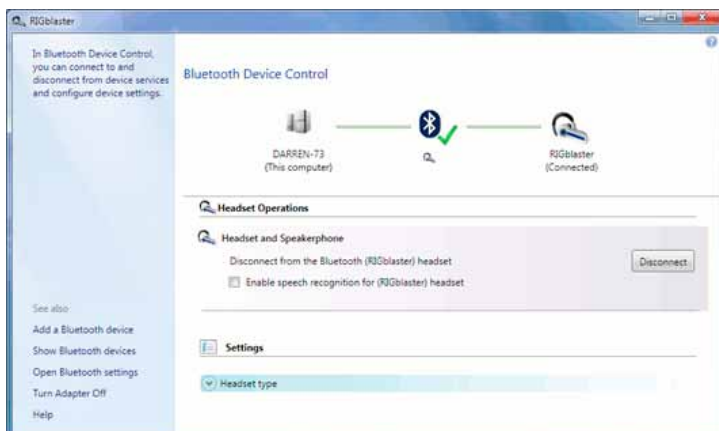 RIGblaster
In Bluetooth Device Control,
you can connect to and
disconnect from device services
and configure device settings.
Bluetooth Device Control
DARREN-73
(This computer)
RIGblaster
(Connected)
Headset Operations
Headset and Speakerphone
Disconnect from the Bluetooth (RIGblaster) headset
Disconnect
Enable speech recognition for (RIGblaster) headset
Settings
Headset type
See also
Add a Bluetooth device
Show Bluetooth devices
Open Bluetooth settings
Turn Adapter Off
Help